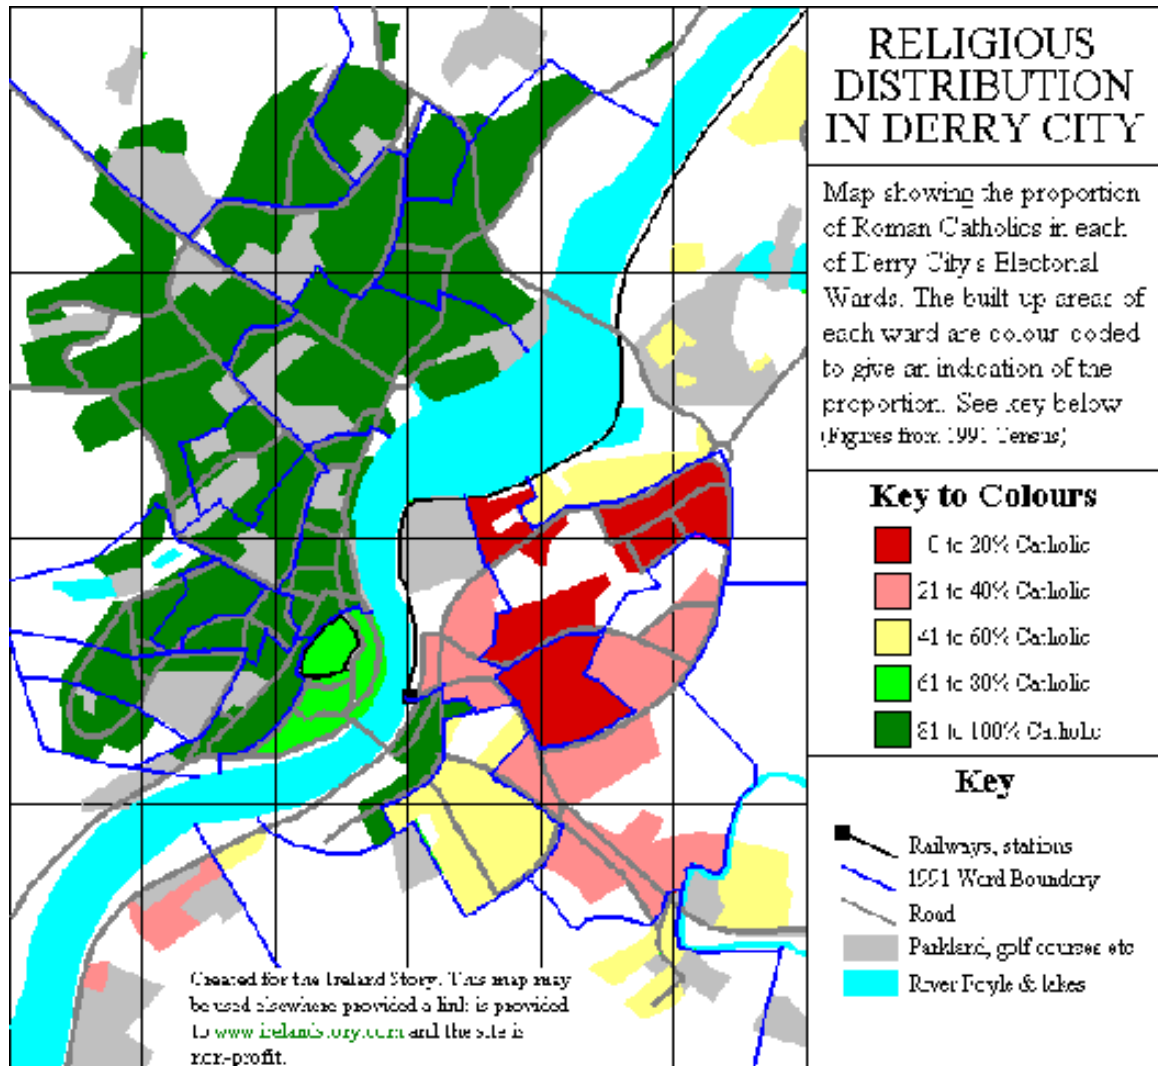 RELIGIOUS
DISTRIBUTION
IN DERRY CITY
Map showing the proportion
of Roman Catholics in each
of Derry City's Electoral
Wards. The built up areas of
each ward are colour coded
to give an indication of the
proportion. See key below
(Figures from 1991 Census)
Key to Colours
0 to 20% Catholic
21 to 40% Catholic
41 to 60% Catholic
61 to 80% Catholic
81 to 100% Catholic
Key
Railways, stations
1991 Ward Boundary
Road
Parkland, golf courses etc
River Foyle & lakes
Created for the Ireland Story. This map may
be used elsewhere provided a link is provided
to www.irelandstory.com and the site is
non-profit.